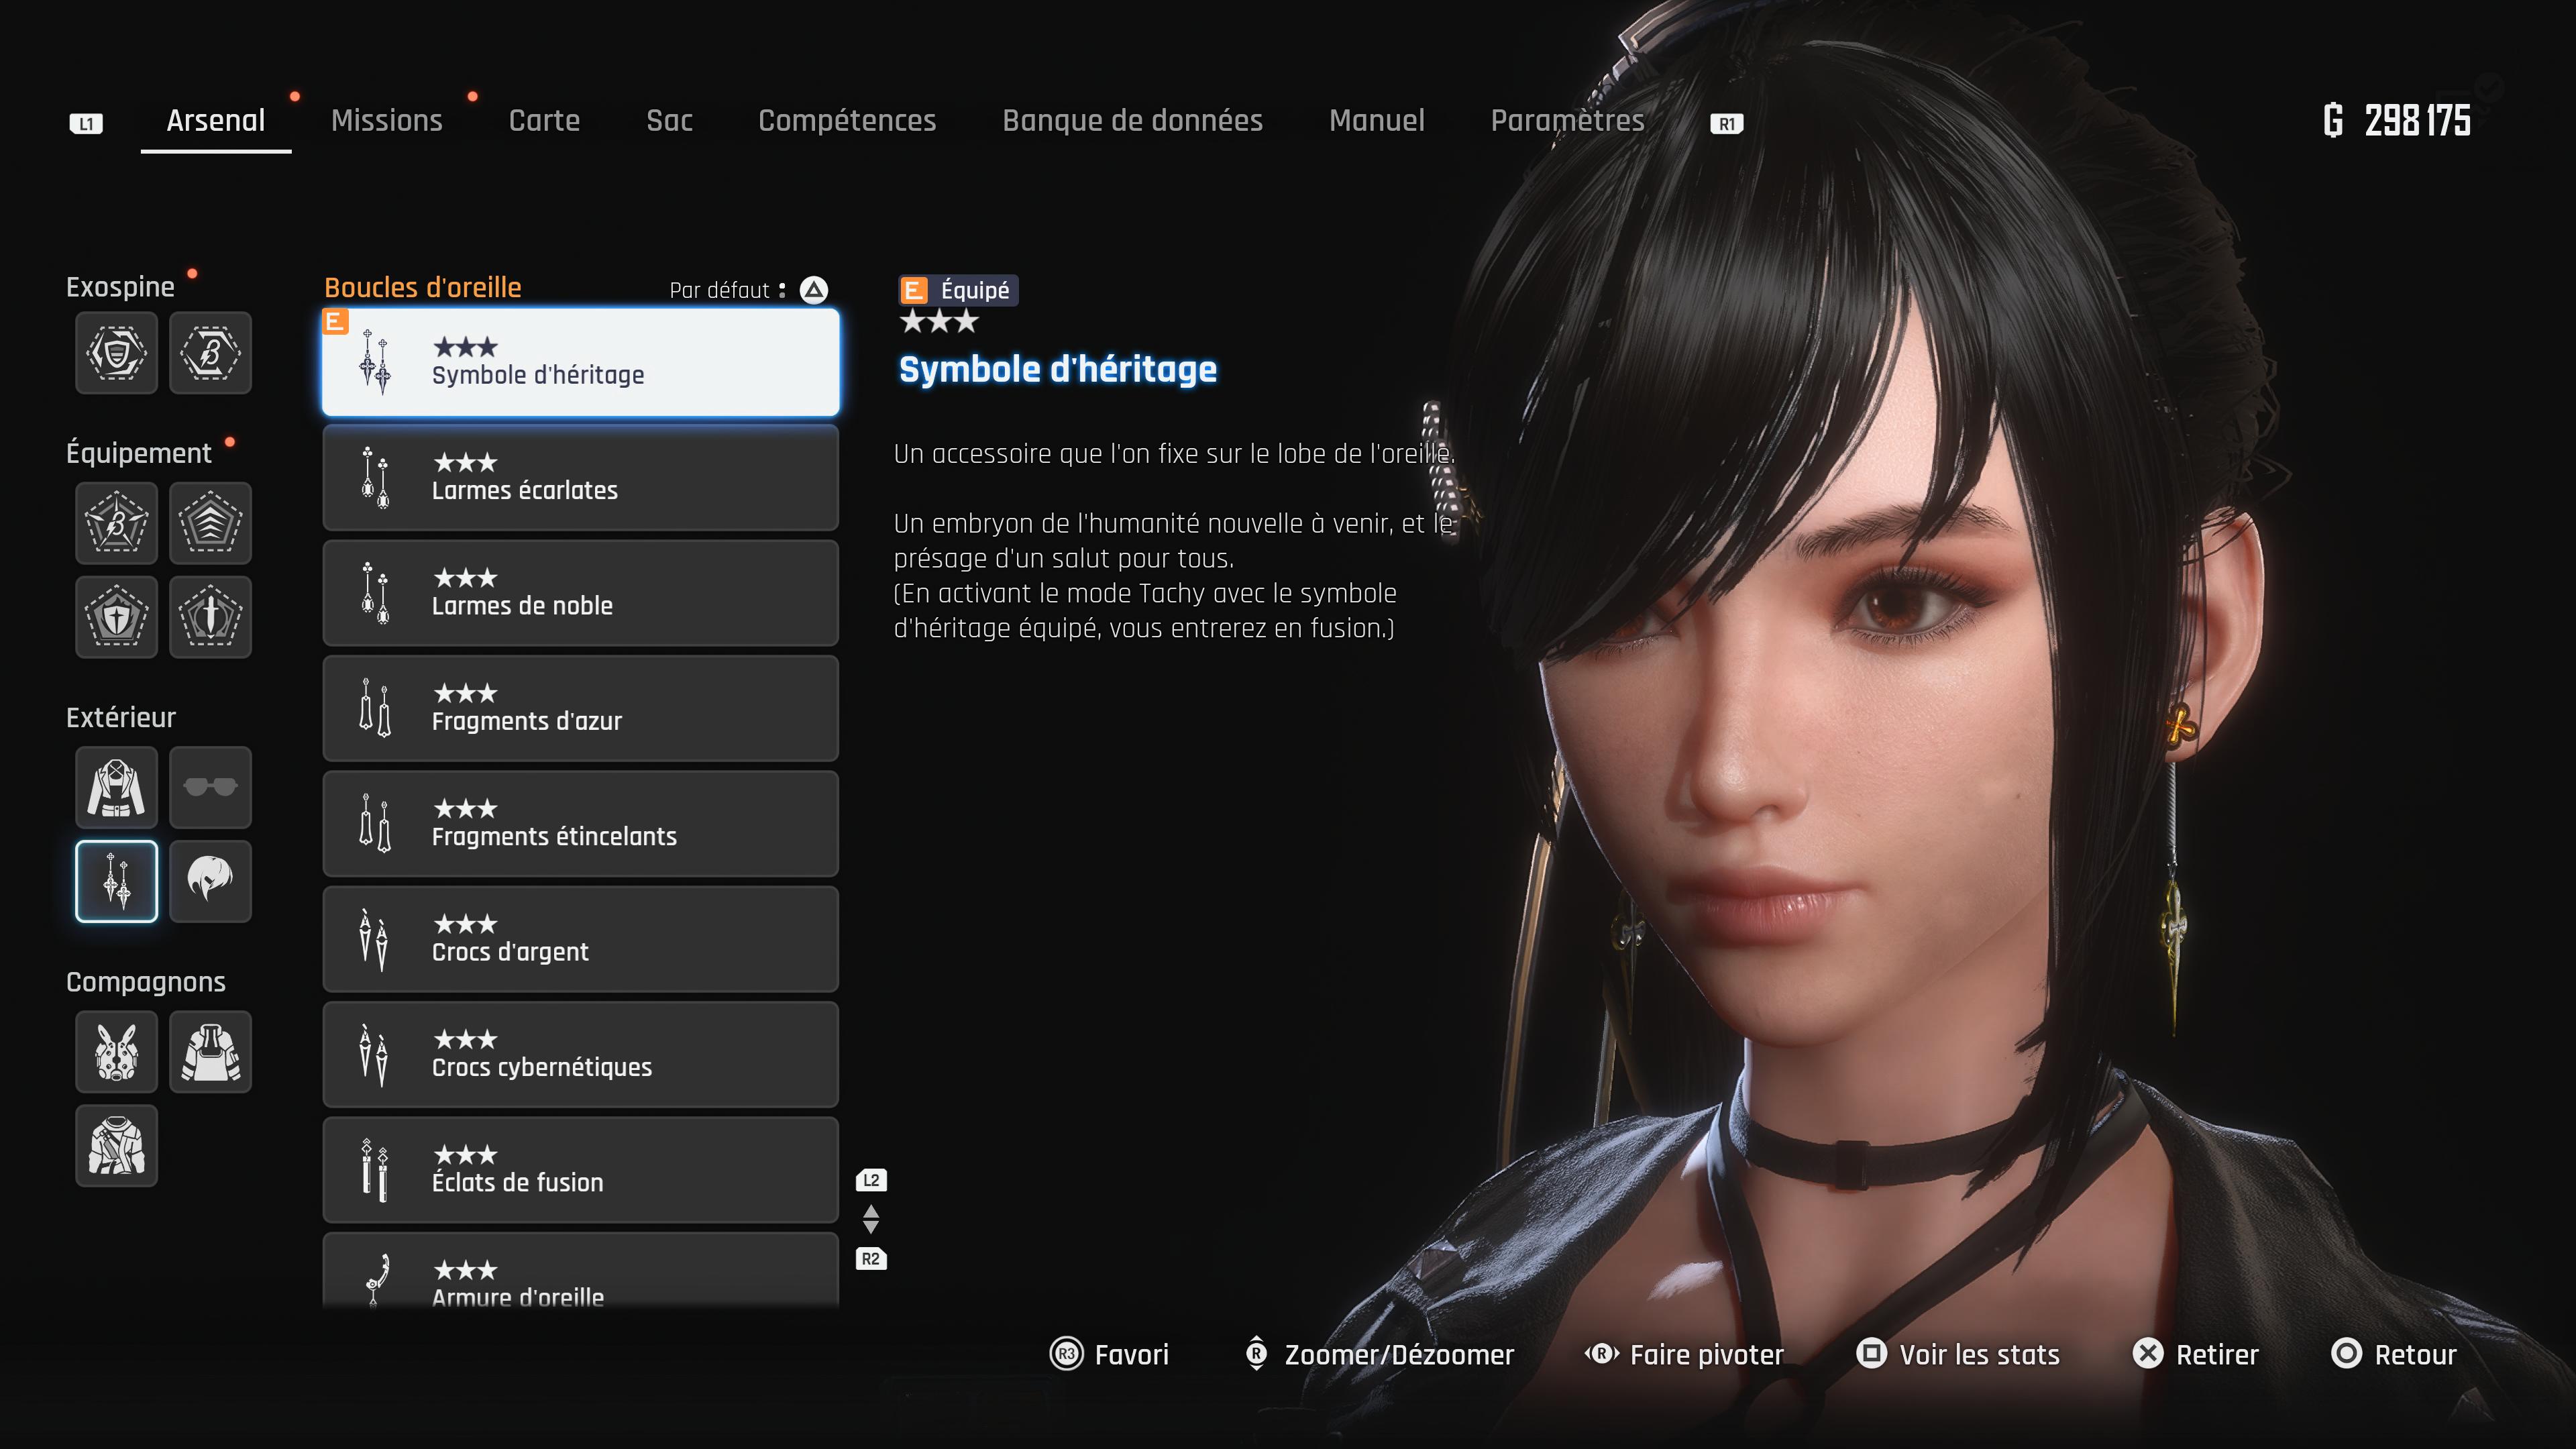 L1 Arsenal Missions Carte Sac Compétences Banque de données Manuel Paramètres R1 G 298 175
Exospine
Équipement
Extérieur
Compagnons
Boucles d'oreille Par défaut : 
E
★★★
Symbole d'héritage
★★★
Larmes écarlates
★★★
Larmes de noble
★★★
Fragments d'azur
★★★
Fragments étincelants
★★★
Crocs d'argent
★★★
Crocs cybernétiques
★★★
Éclats de fusion
★★★
Armure d'oreille
L2
R2
E Équipé
★★★
Symbole d'héritage
Un accessoire que l'on fixe sur le lobe de l'oreille.
Un embryon de l'humanité nouvelle à venir, et le
présage d'un salut pour tous.
(En activant le mode Tachy avec le symbole
d'héritage équipé, vous entrerez en fusion.)
R3 Favori R Zoomer/Dézoomer R Faire pivoter Voir les stats Retirer Retour